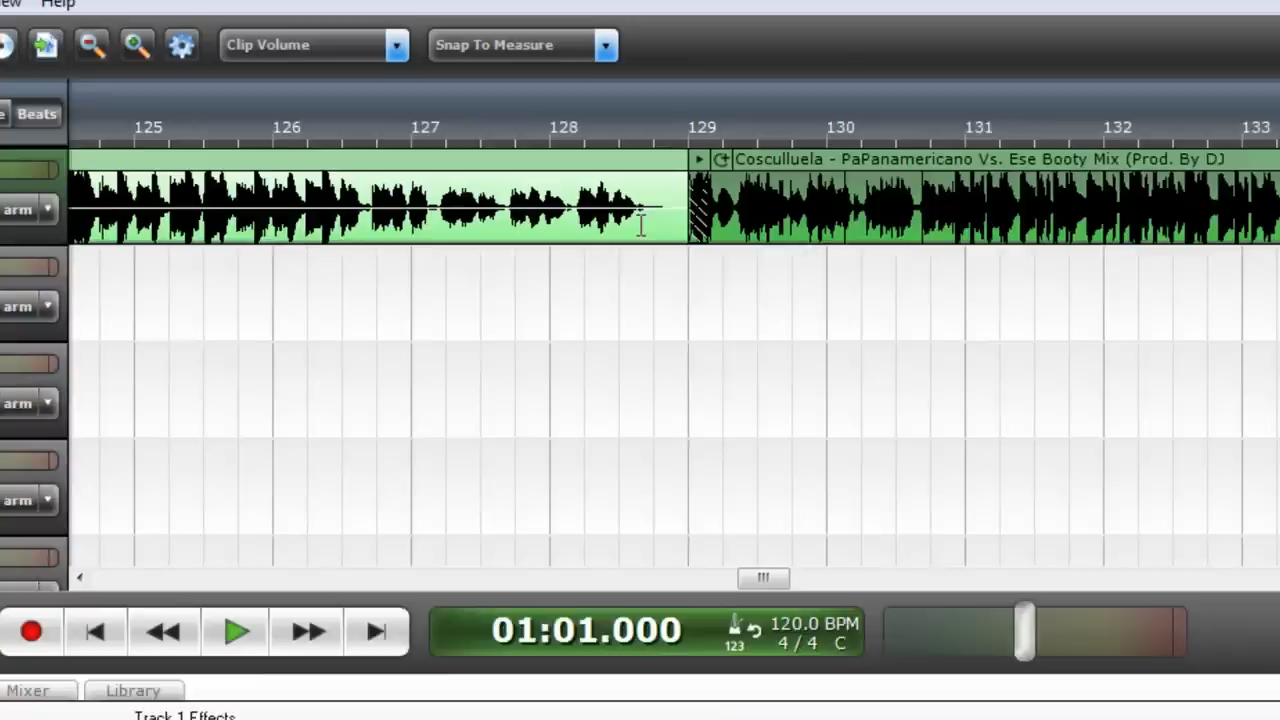 Help
Clip Volume
Snap To Measure
Beats
125 126 127 128 129 130 131 132 133
Cosculluela - PaPanamericano Vs. Ese Booty Mix (Prod. By DJ
arm
arm
arm
arm
01:01.000
123
120.0 BPM
4 / 4 C
Mixer
Library
Track 1 Effects